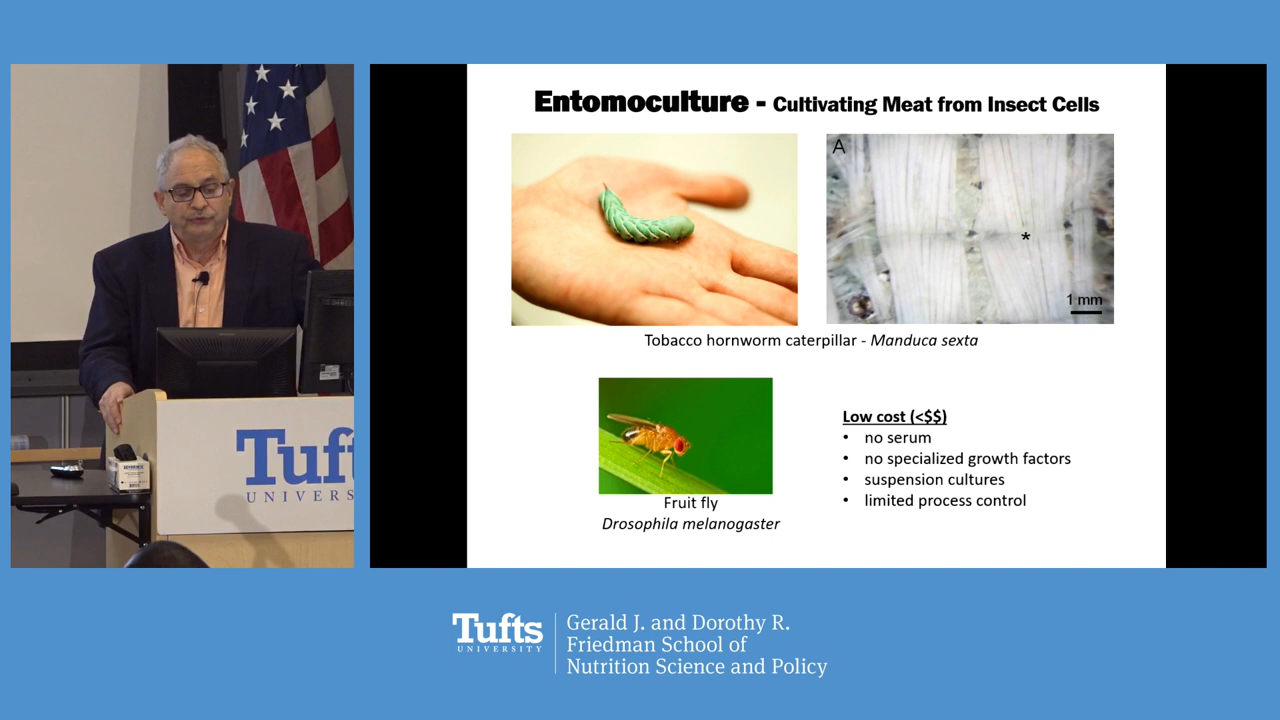 Entomoculture - Cultivating Meat from Insect Cells
A
*
1 mm
Tobacco hornworm caterpillar - Manduca sexta
Fruit fly
Drosophila melanogaster
Low cost (<$$)
• no serum
• no specialized growth factors
• suspension cultures
• limited process control
Tuft
UNIVERS
Tufts
UNIVERSITY
Gerald J. and Dorothy R.
Friedman School of
Nutrition Science and Policy